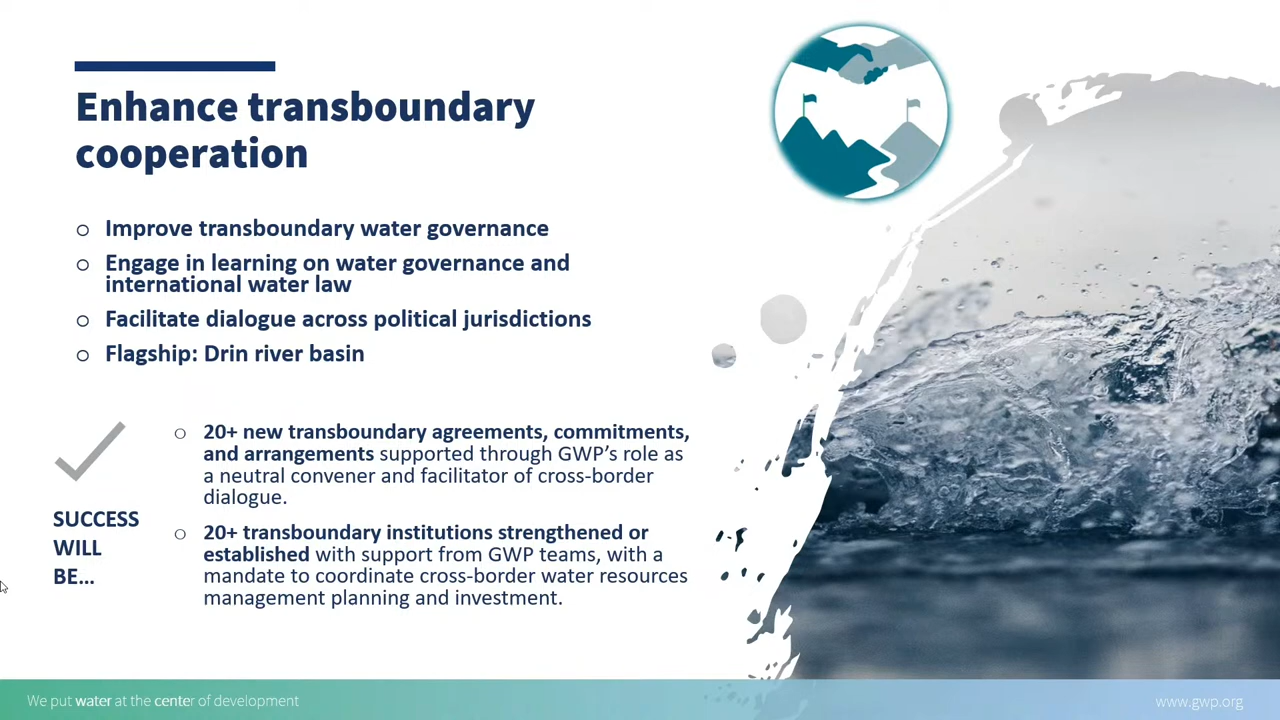 Enhance transboundary
cooperation
○ Improve transboundary water governance
○ Engage in learning on water governance and
international water law
○ Facilitate dialogue across political jurisdictions
○ Flagship: Drin river basin
SUCCESS
WILL
BE...
○ 20+ new transboundary agreements, commitments,
and arrangements supported through GWP’s role as
a neutral convener and facilitator of cross-border
dialogue.
○ 20+ transboundary institutions strengthened or
established with support from GWP teams, with a
mandate to coordinate cross-border water resources
management planning and investment.
We put water at the center of development
www.gwp.org